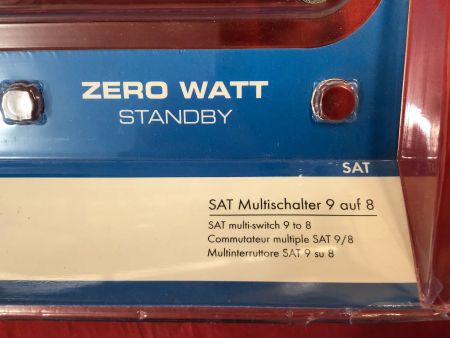 ZERO WATT
STANDBY
SAT
SAT Multischalter 9 auf 8
SAT multi-switch 9 to 8
Commutateur multiple SAT 9/8
Multinterruttore SAT 9 su 8